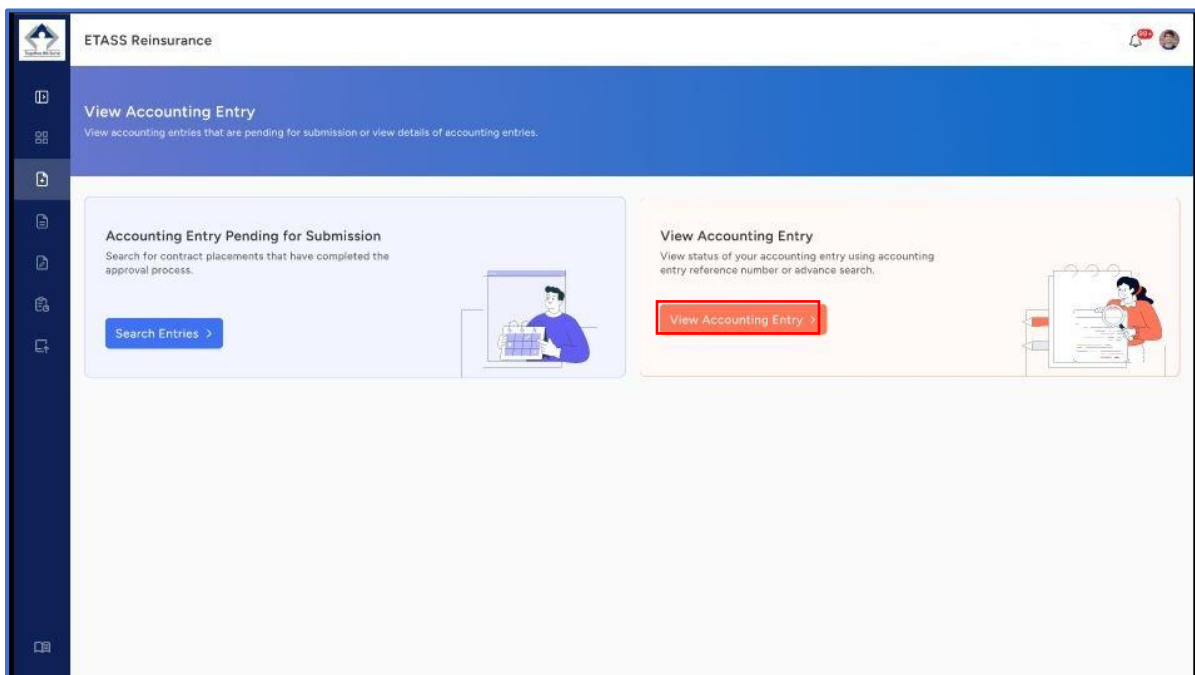 ETASS Reinsurance
99+
View Accounting Entry
View accounting entries that are pending for submission or view details of accounting entries.
Accounting Entry Pending for Submission
Search for contract placements that have completed the
approval process.
Search Entries >
View Accounting Entry
View status of your accounting entry using accounting
entry reference number or advance search.
View Accounting Entry >